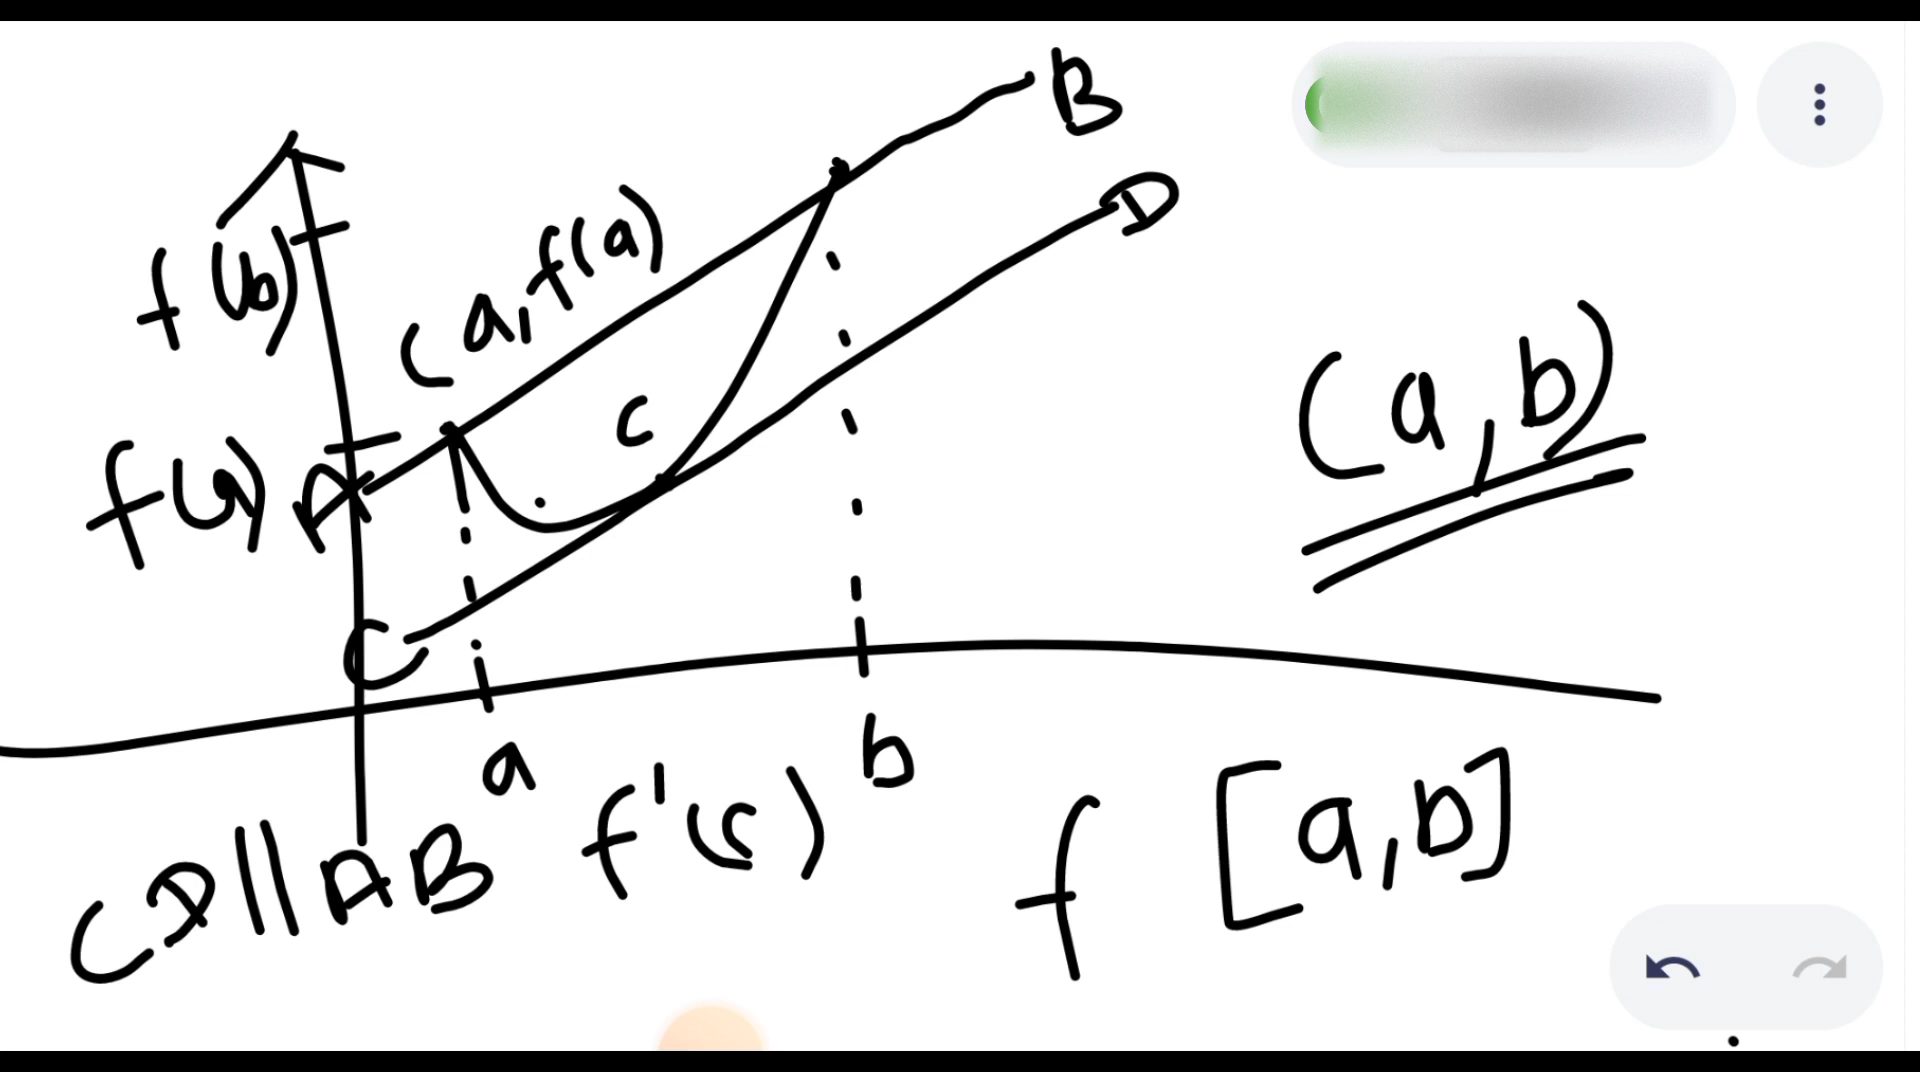 B
D
f(b)
(a, f(a)
c
(a, b)
f(a)
A
C
a
b
CD || AB
f'(c)
f [a, b]